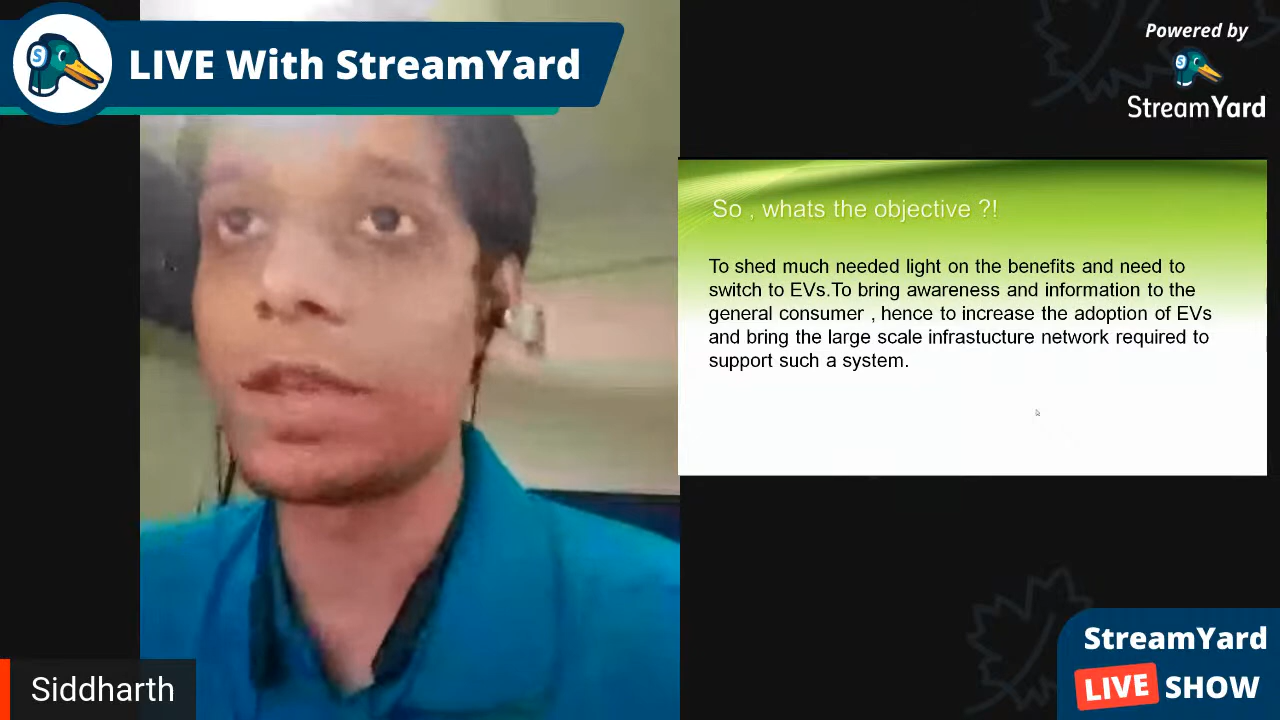 LIVE With StreamYard
Powered by
StreamYard
So , whats the objective ?!
To shed much needed light on the benefits and need to
switch to EVs.To bring awareness and information to the
general consumer , hence to increase the adoption of EVs
and bring the large scale infrastucture network required to
support such a system.
Siddharth
StreamYard
LIVE SHOW